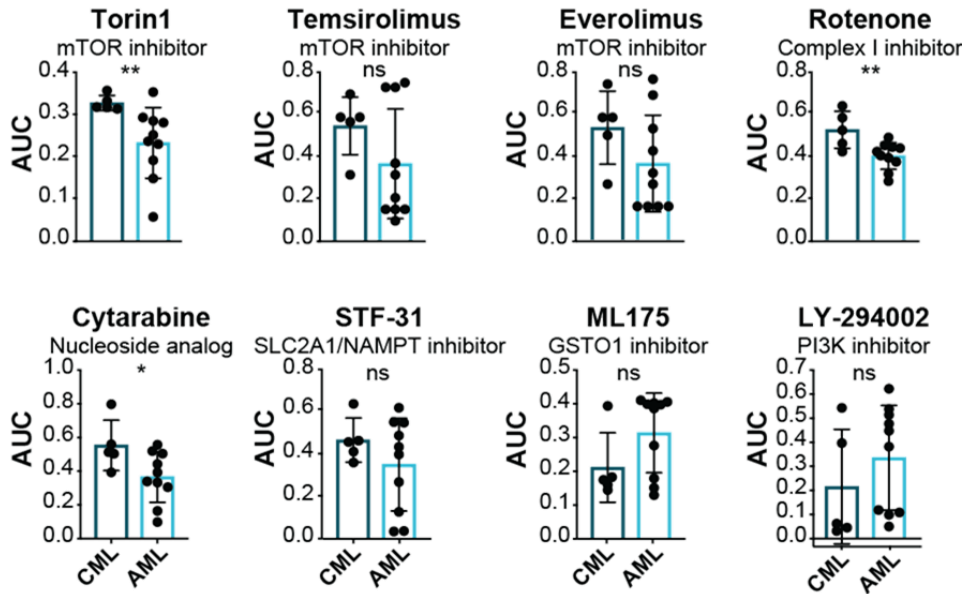 Torin1
mTOR inhibitor
**
AUC
0.4
0.3
0.2
0.1
0.0
Temsirolimus
mTOR inhibitor
ns
AUC
0.8
0.6
0.4
0.2
0.0
Everolimus
mTOR inhibitor
ns
AUC
0.8
0.6
0.4
0.2
0.0
Rotenone
Complex I inhibitor
**
AUC
0.8
0.4
0.2
0.0
Cytarabine
Nucleoside analog
*
AUC
1.0
0.8
0.6
0.4
0.2
0.0
CML
AML
STF-31
SLC2A1/NAMPT inhibitor
ns
AUC
0.8
0.6
0.4
0.2
0.0
CML
AML
ML175
GSTO1 inhibitor
ns
AUC
0.5
0.4
0.3
0.2
0.1
0.0
CML
AML
LY-294002
PI3K inhibitor
ns
AUC
0.7
0.6
0.5
0.4
0.3
0.2
0.1
0.0
CML
AML